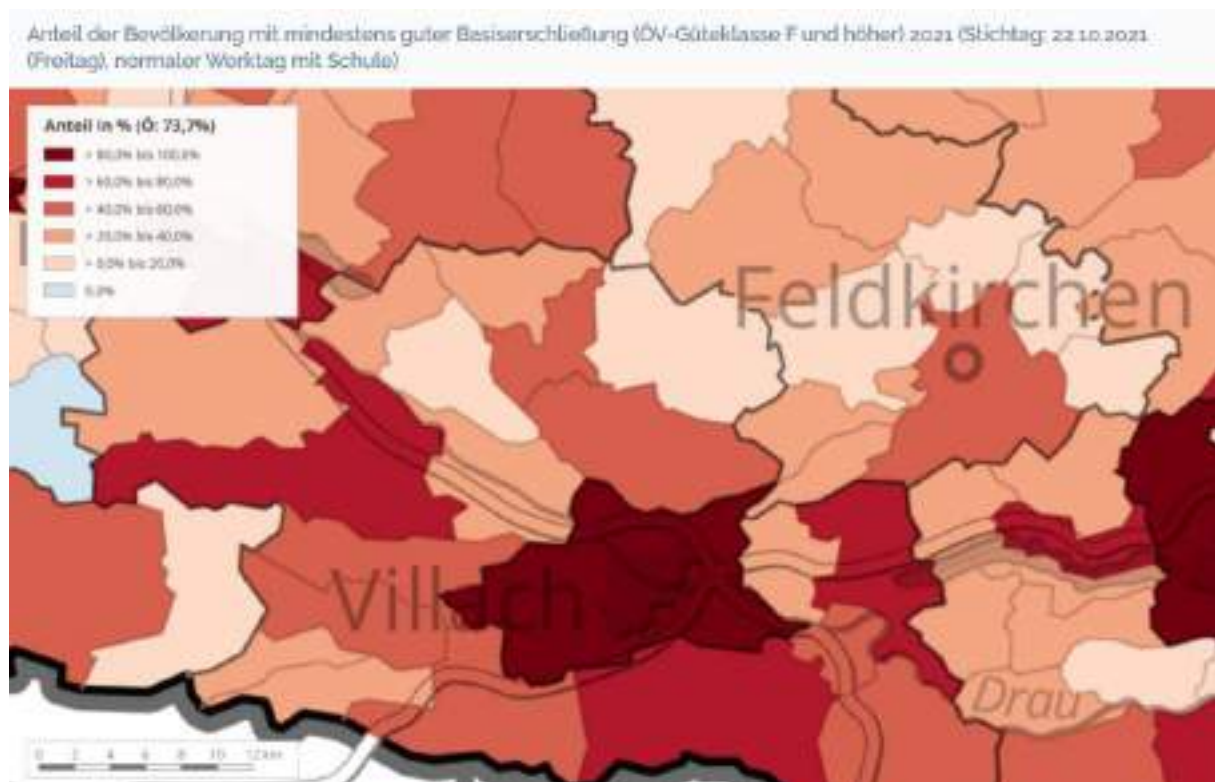 Anteil der Bevölkerung mit mindestens guter Basiserschließung (ÖV-Güteklasse F und höher) 2021 (Stichtag: 22.10.2021
(Freitag), normaler Worktag mit Schule)
Anteil in % (Ö: 73,7%)
> 80,0% bis 100,0%
> 60,0% bis 80,0%
> 40,0% bis 60,0%
> 20,0% bis 40,0%
> 0,0% bis 20,0%
0,0%
Feldkirchen
Villach
Drau
0 2 4 6 8 10 12 km